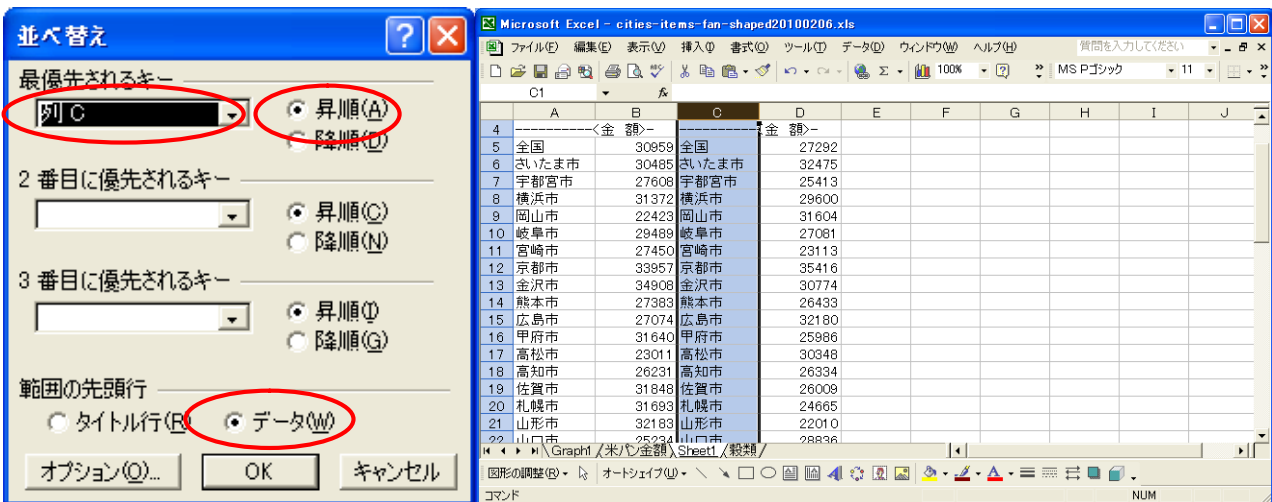 並べ替え
最優先されるキー
列 C
昇順(A)
降順(D)
2 番目に優先されるキー
昇順(C)
降順(N)
3 番目に優先されるキー
昇順(I)
降順(G)
範囲の先頭行
タイトル行(R)
データ(W)
オプション(O)...
OK
キャンセル
Microsoft Excel - cities-items-fan-shaped20100206.xls
ファイル(F) 編集(E) 表示(V) 挿入(I) 書式(O) ツール(T) データ(D) ウィンドウ(W) ヘルプ(H) 質問を入力してください
100% MS Pゴシック 11
C1 fx
A B C D E F G H I J
4 ----------<金 額>- ----------<金 額>-
5 全国 30959 全国 27292
6 さいたま市 30485 さいたま市 32475
7 宇都宮市 27608 宇都宮市 25413
8 横浜市 31372 横浜市 29600
9 岡山市 22423 岡山市 31604
10 岐阜市 29489 岐阜市 27081
11 宮崎市 27450 宮崎市 23113
12 京都市 33957 京都市 35416
13 金沢市 34908 金沢市 30774
14 熊本市 27383 熊本市 26433
15 広島市 27074 広島市 32180
16 甲府市 31640 甲府市 25986
17 高松市 23011 高松市 30348
18 高知市 26231 高知市 26334
19 佐賀市 31848 佐賀市 26009
20 札幌市 31693 札幌市 24665
21 山形市 32183 山形市 22010
22 山口市 25234 山口市 28836
Graph1 米パン金額 Sheet1 穀類
図形の調整(R) オートシェイプ(U)
コマンド NUM